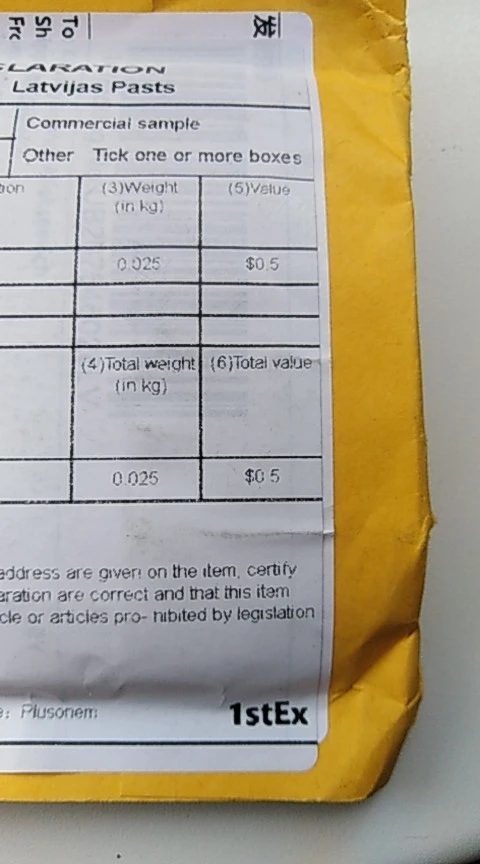 To
Sh
Frc
发
LARATION
Latvijas Pasts
Commercial sample
Other Tick one or more boxes
tion (3)Weight (5)Value
(in kg)
0.025 $0.5
(4)Total weight (6)Total value
(in kg)
0.025 $0.5
address are given on the item, certify
aration are correct and that this item
cle or articles pro- hibited by legislation
e: Plusonem 1stEx